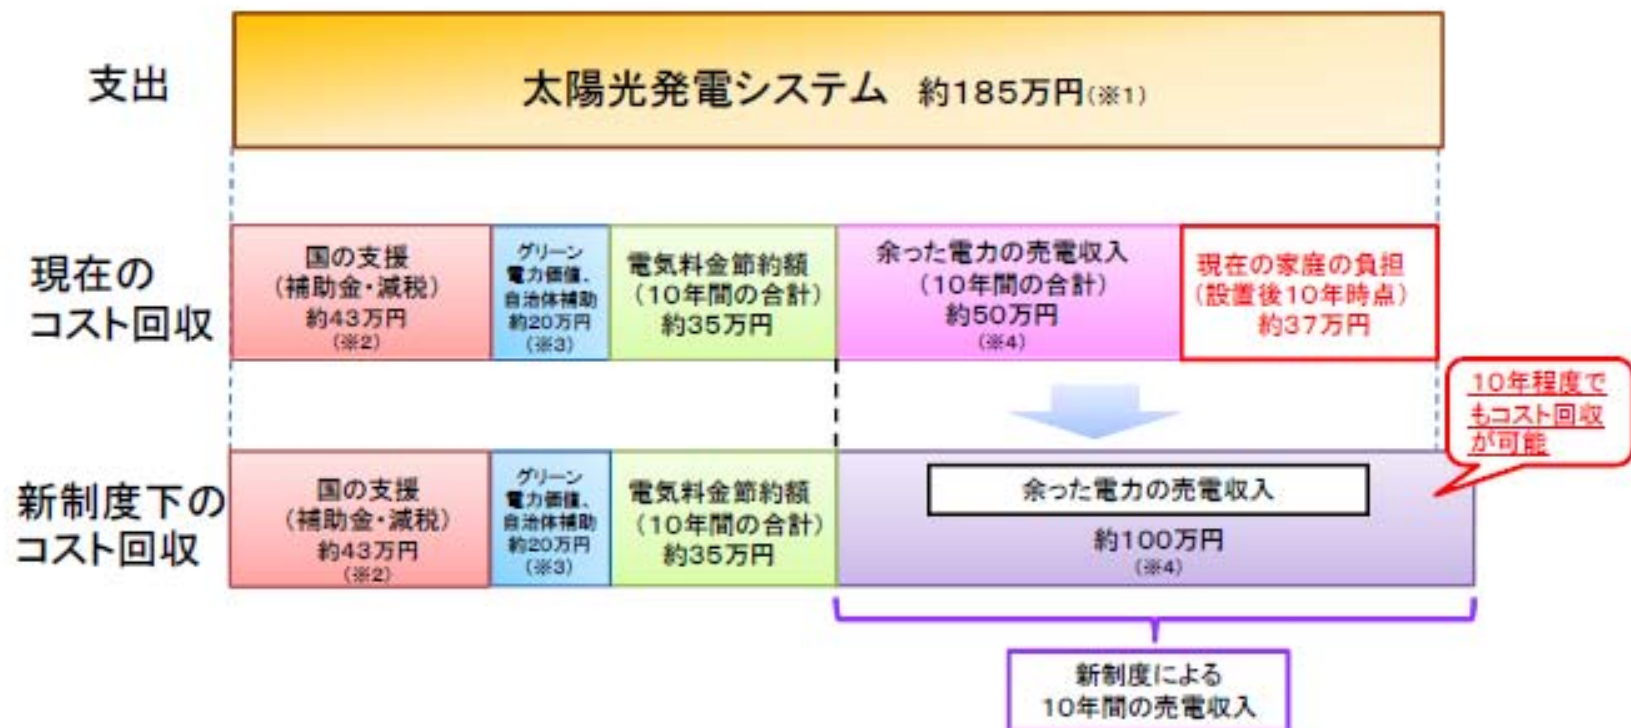 支出
太陽光発電システム 約185万円(※1)
現在の
コスト回収
国の支援
(補助金・減税)
約43万円
(※2)
グリーン
電力価値、
自治体補助
約20万円
(※3)
電気料金節約額
(10年間の合計)
約35万円
余った電力の売電収入
(10年間の合計)
約50万円
(※4)
現在の家庭の負担
(設置後10年時点)
約37万円
10年程度で
もコスト回収
が可能
新制度下の
コスト回収
国の支援
(補助金・減税)
約43万円
(※2)
グリーン
電力価値、
自治体補助
約20万円
(※3)
電気料金節約額
(10年間の合計)
約35万円
余った電力の売電収入
約100万円
(※4)
新制度による
10年間の売電収入